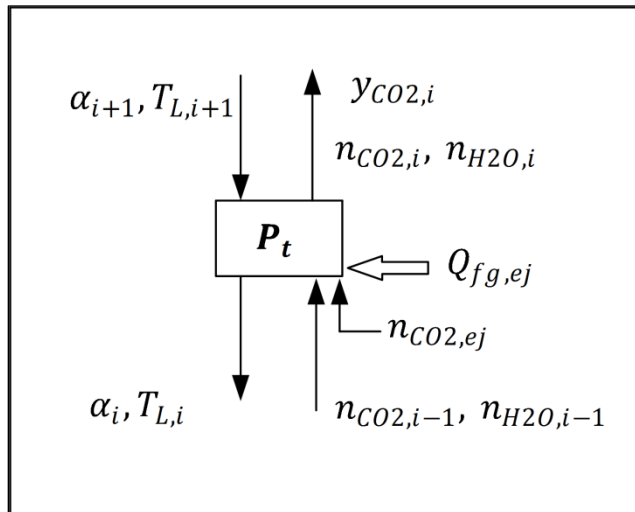 α_{i+1}, T_{L,i+1}
y_{CO2,i}
n_{CO2,i}, n_{H2O,i}
P_t
Q_{fg,ej}
n_{CO2,ej}
α_i, T_{L,i}
n_{CO2,i−1}, n_{H2O,i−1}